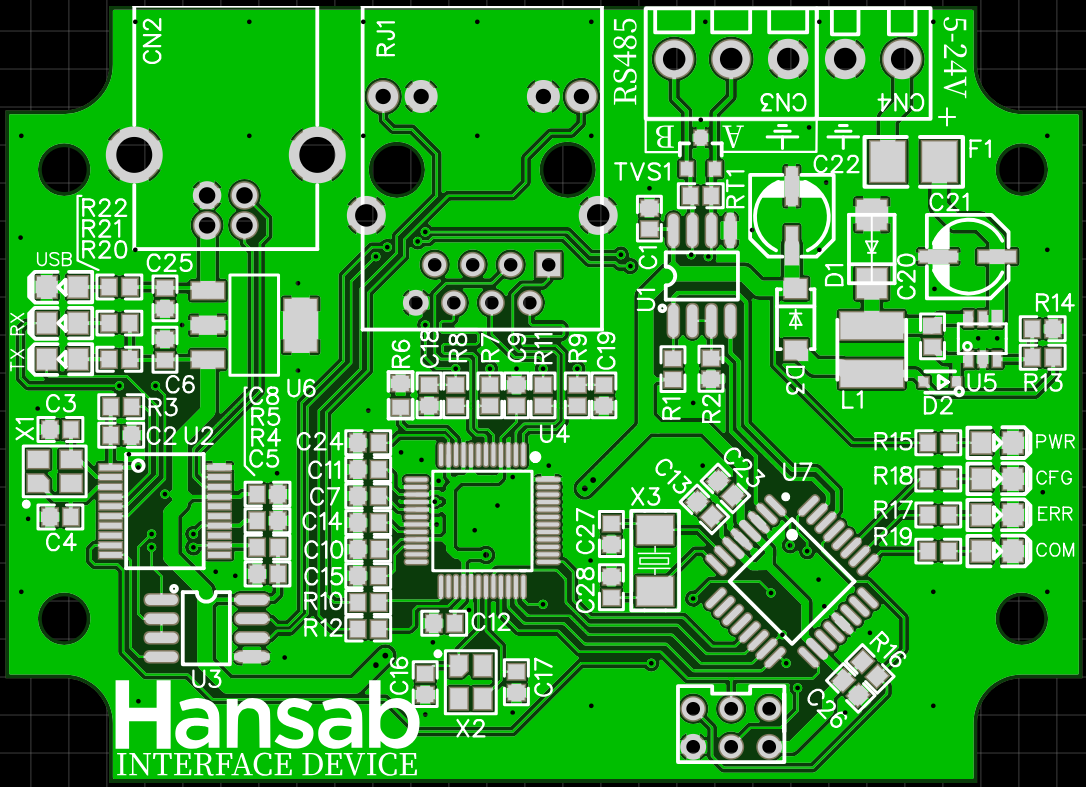 CN2
RJ1
RS485
5-24V
+
CN3
CN4
B
A
TVS1
RT1
C22
F1
C21
R22
R21
R20
USB
C25
C1
U1
D1
C20
RX
TX
R14
R13
C6
U6
R6
C18
R8
R7
C9
R11
R9
C19
R1
R2
D3
L1
D2
U5
C3
X1
R3
C2
U2
C8
R5
R4
C5
U4
C24
C11
C7
C14
C10
C15
R10
R12
R15
PWR
R18
CFG
R17
ERR
R19
COM
C13
C23
U7
X3
C27
C28
C4
U3
C12
C16
C17
X2
R16
C26
Hansab
INTERFACE DEVICE